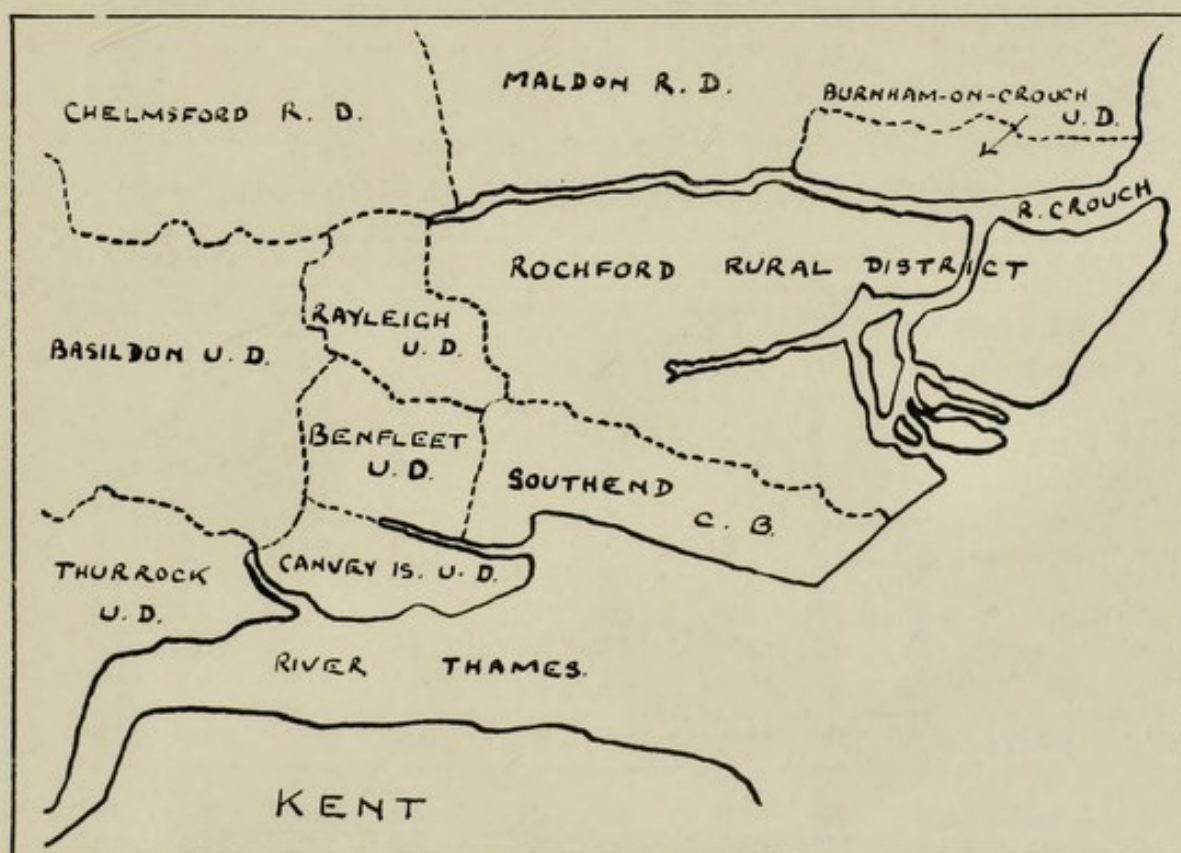 MALDON R. D.
BURNHAM-ON-CROUCH
U. D.
CHELMSFORD R. D.
R. CROUCH
ROCHFORD RURAL DISTRICT
RAYLEIGH
U. D.
BASILDON U. D.
BENFLEET
U. D.
SOUTHEND
C. B.
CANVEY IS. U. D.
THURROCK
U. D.
RIVER THAMES.
KENT